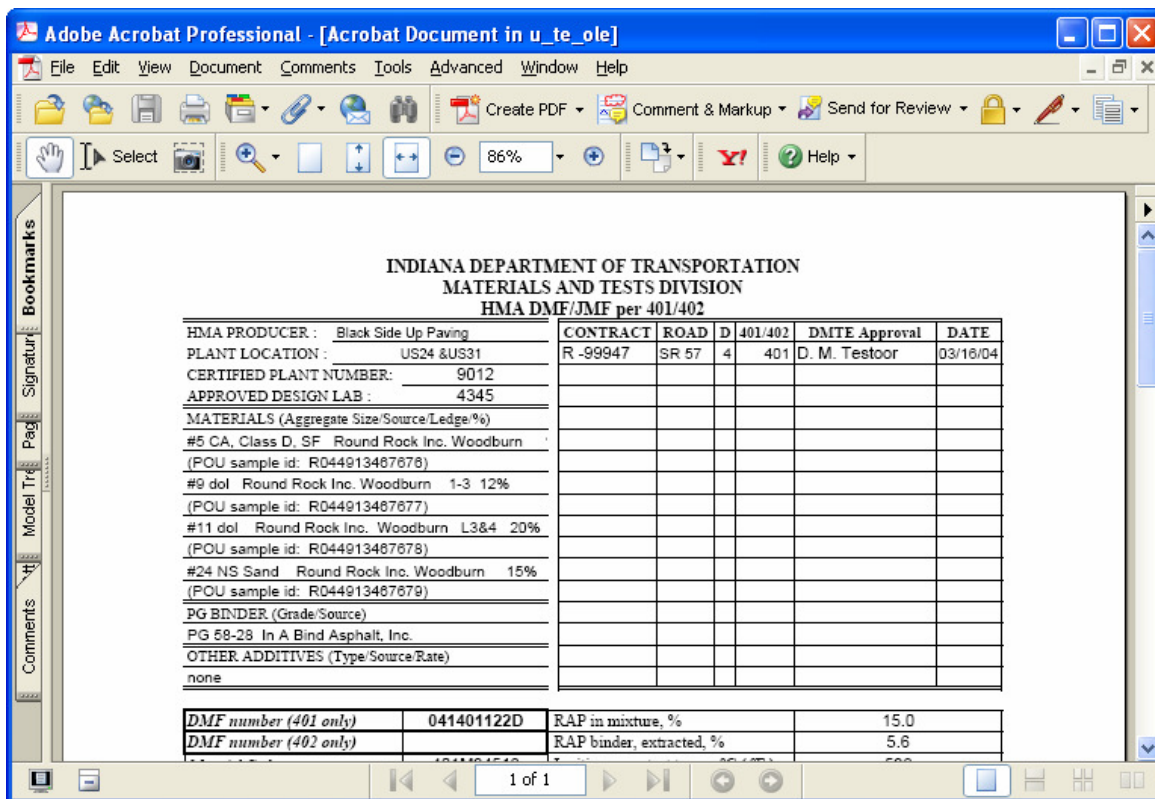 Adobe Acrobat Professional - [Acrobat Document in u_te_ole]
File Edit View Document Comments Tools Advanced Window Help
Create PDF Comment & Markup Send for Review
Select 86% Y! Help
Bookmarks
Signatur
Pag
Model Tre
Comments
INDIANA DEPARTMENT OF TRANSPORTATION
MATERIALS AND TESTS DIVISION
HMA DMF/JMF per 401/402
HMA PRODUCER : Black Side Up Paving CONTRACT ROAD D 401/402 DMTE Approval DATE
PLANT LOCATION : US24 &US31 R -99947 SR 57 4 401 D. M. Testoor 03/16/04
CERTIFIED PLANT NUMBER: 9012
APPROVED DESIGN LAB : 4345
MATERIALS (Aggregate Size/Source/Ledge/%)
#5 CA, Class D, SF Round Rock Inc. Woodburn
(POU sample id: R044913467676)
#9 dol Round Rock Inc. Woodburn 1-3 12%
(POU sample id: R044913467677)
#11 dol Round Rock Inc. Woodburn L3&4 20%
(POU sample id: R044913467678)
#24 NS Sand Round Rock Inc. Woodburn 15%
(POU sample id: R044913467679)
PG BINDER (Grade/Source)
PG 58-28 In A Bind Asphalt, Inc.
OTHER ADDITIVES (Type/Source/Rate)
none
DMF number (401 only) 041401122D RAP in mixture, % 15.0
DMF number (402 only) RAP binder, extracted, % 5.6
1 of 1